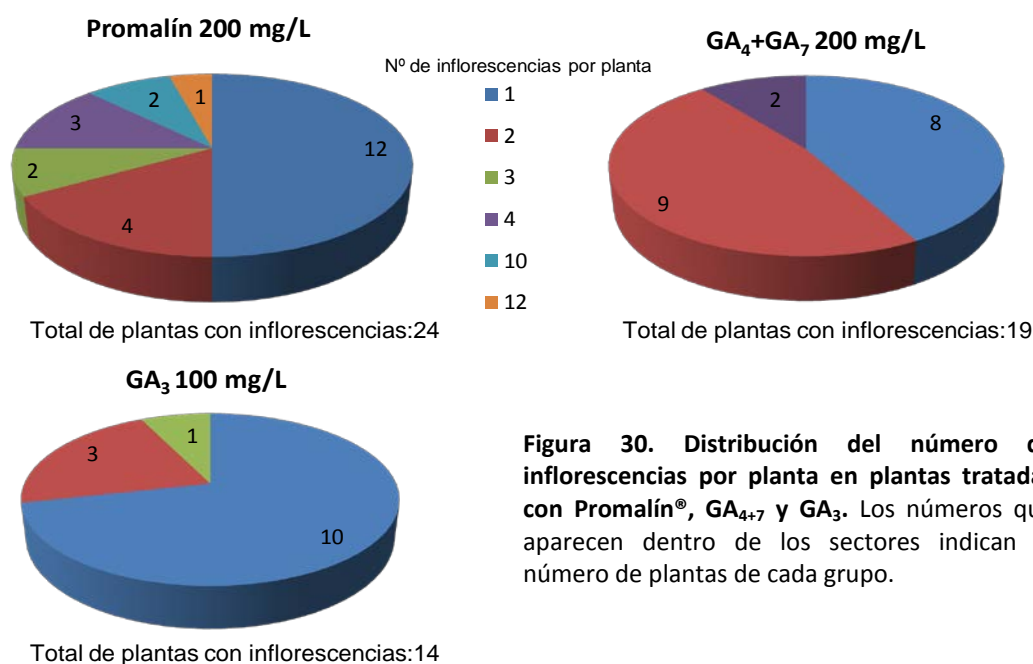 Promalín 200 mg/L
1
2
3
2
12
4
Total de plantas con inflorescencias:24
Nº de inflorescencias por planta
1
2
3
4
10
12
GA₄+GA₇ 200 mg/L
2
8
9
Total de plantas con inflorescencias:19
GA₃ 100 mg/L
1
3
10
Total de plantas con inflorescencias:14
Figura 30. Distribución del número d
inflorescencias por planta en plantas tratada
con Promalín®, GA₄₊₇ y GA₃. Los números qu
aparecen dentro de los sectores indican
número de plantas de cada grupo.